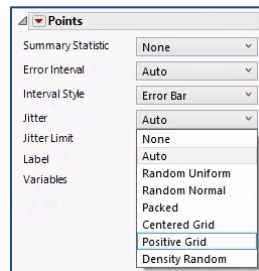 Points
Summary Statistic None
Error Interval Auto
Interval Style Error Bar
Jitter Auto
Jitter Limit None
Label Auto
Variables Random Uniform
Random Normal
Packed
Centered Grid
Positive Grid
Density Random